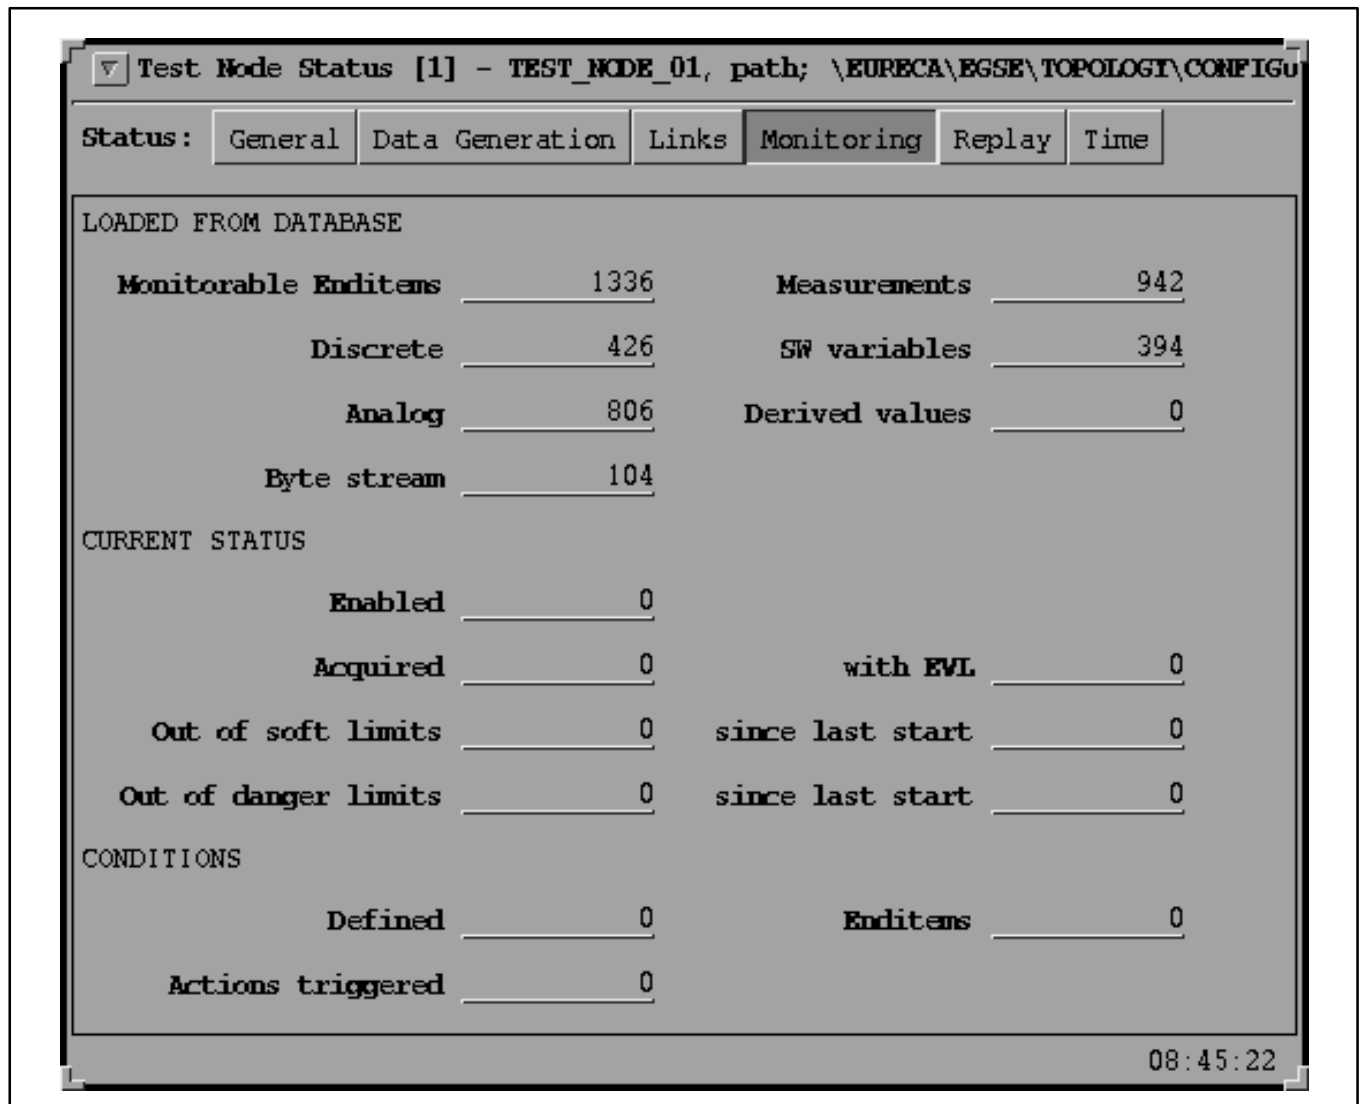 Test Node Status [1] - TEST_NODE_01, path; \EURECA\EGSE\TOPOLOGY\CONFIGU
Status: General Data Generation Links Monitoring Replay Time
LOADED FROM DATABASE
Monitorable Enditems 1336 Measurements 942
Discrete 426 SW variables 394
Analog 806 Derived values 0
Byte stream 104
CURRENT STATUS
Enabled 0
Acquired 0 with EVL 0
Out of soft limits 0 since last start 0
Out of danger limits 0 since last start 0
CONDITIONS
Defined 0 Enditems 0
Actions triggered 0
08:45:22